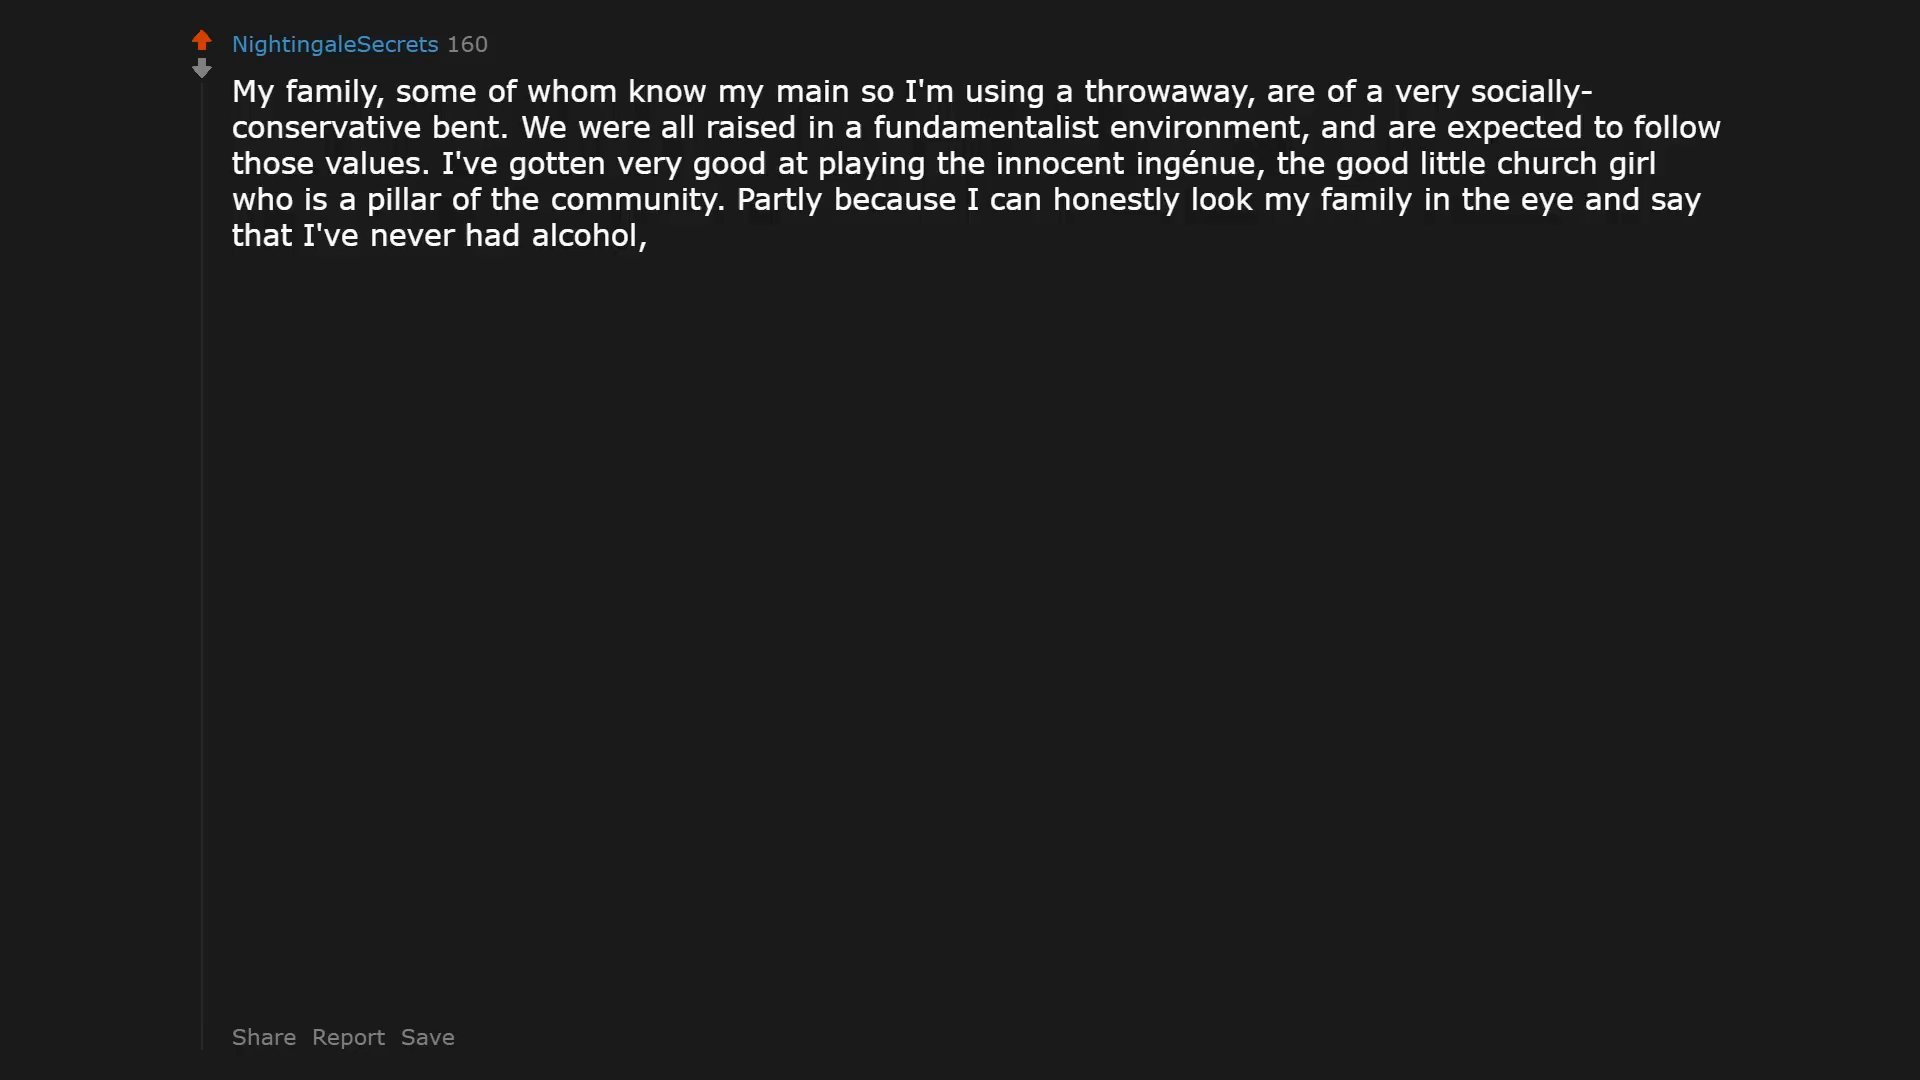 NightingaleSecrets 160
My family, some of whom know my main so I'm using a throwaway, are of a very socially-
conservative bent. We were all raised in a fundamentalist environment, and are expected to follow
those values. I've gotten very good at playing the innocent ingénue, the good little church girl
who is a pillar of the community. Partly because I can honestly look my family in the eye and say
that I've never had alcohol,
Share Report Save